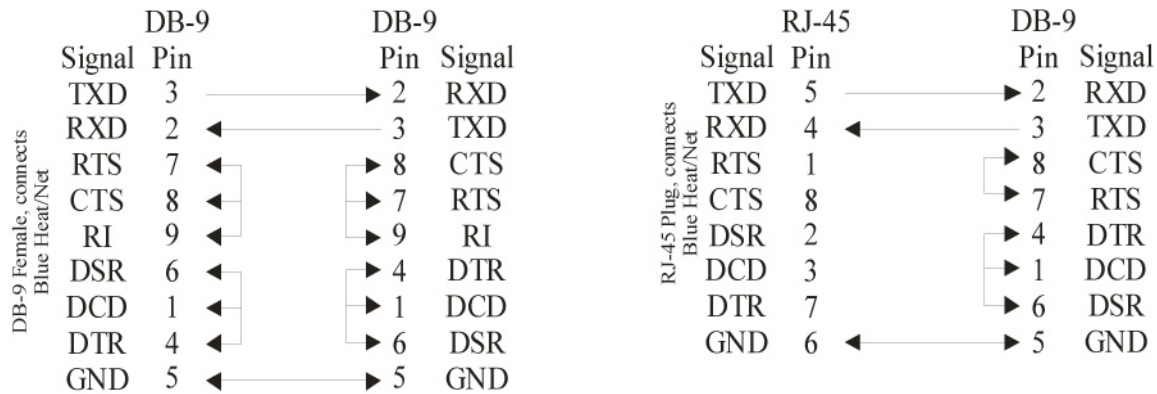 DB-9 DB-9
Signal Pin Pin Signal
TXD 3 2 RXD
RXD 2 3 TXD
RTS 7 8 CTS
CTS 8 7 RTS
RI 9 9 RI
DSR 6 4 DTR
DCD 1 1 DCD
DTR 4 6 DSR
GND 5 5 GND
DB-9 Female, connects
Blue Heat/Net
RJ-45 DB-9
Signal Pin Pin Signal
TXD 5 2 RXD
RXD 4 3 TXD
RTS 1 8 CTS
CTS 8 7 RTS
DSR 2 4 DTR
DCD 3 1 DCD
DTR 7 6 DSR
GND 6 5 GND
RJ-45 Plug, connects
Blue Heat/Net